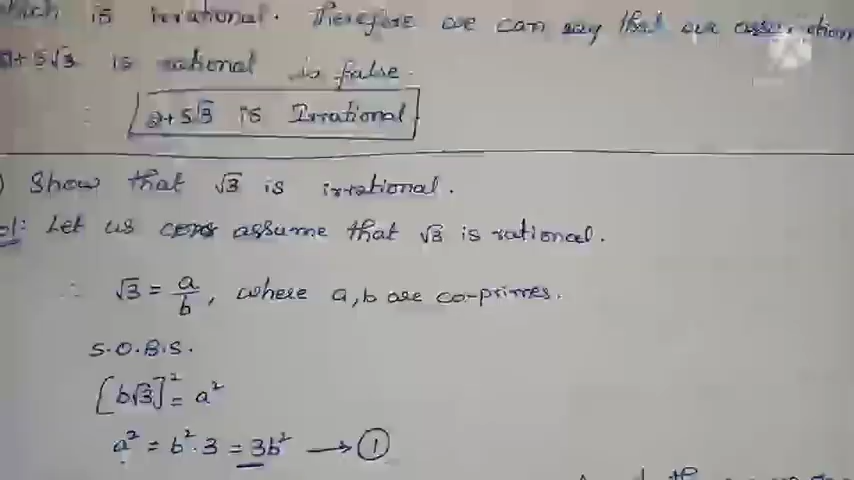 which is irrational. Therefore we can say that our assumption
2+5√3 is rational is false.
∴ 2+5√3 is Irrational
) Show that √3 is irrational.
Sol: Let us assume that √3 is rational.
∴ √3 = a/b, where a, b are co-primes.
S.O.B.S.
[b√3]² = a²
a² = b²·3 = 3b² → ①